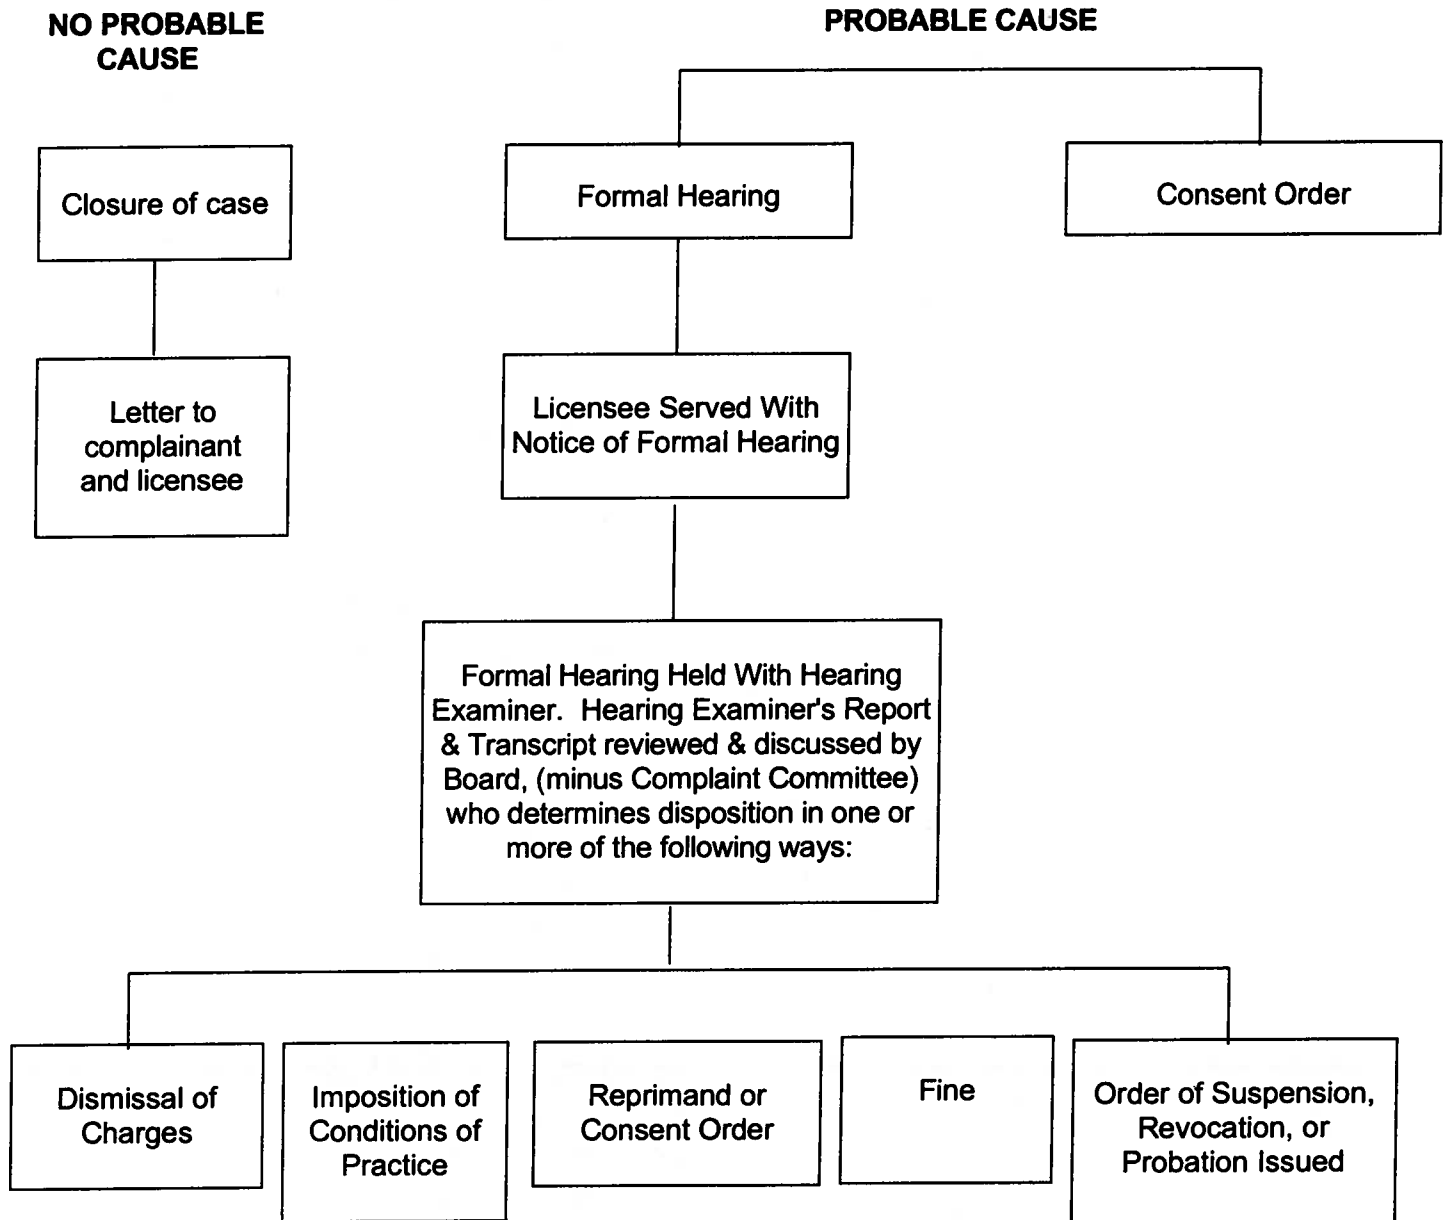 NO PROBABLE
CAUSE
PROBABLE CAUSE
Closure of case
Formal Hearing
Consent Order
Letter to
complainant
and licensee
Licensee Served With
Notice of Formal Hearing
Formal Hearing Held With Hearing
Examiner. Hearing Examiner's Report
& Transcript reviewed & discussed by
Board, (minus Complaint Committee)
who determines disposition in one or
more of the following ways:
Dismissal of
Charges
Imposition of
Conditions of
Practice
Reprimand or
Consent Order
Fine
Order of Suspension,
Revocation, or
Probation Issued